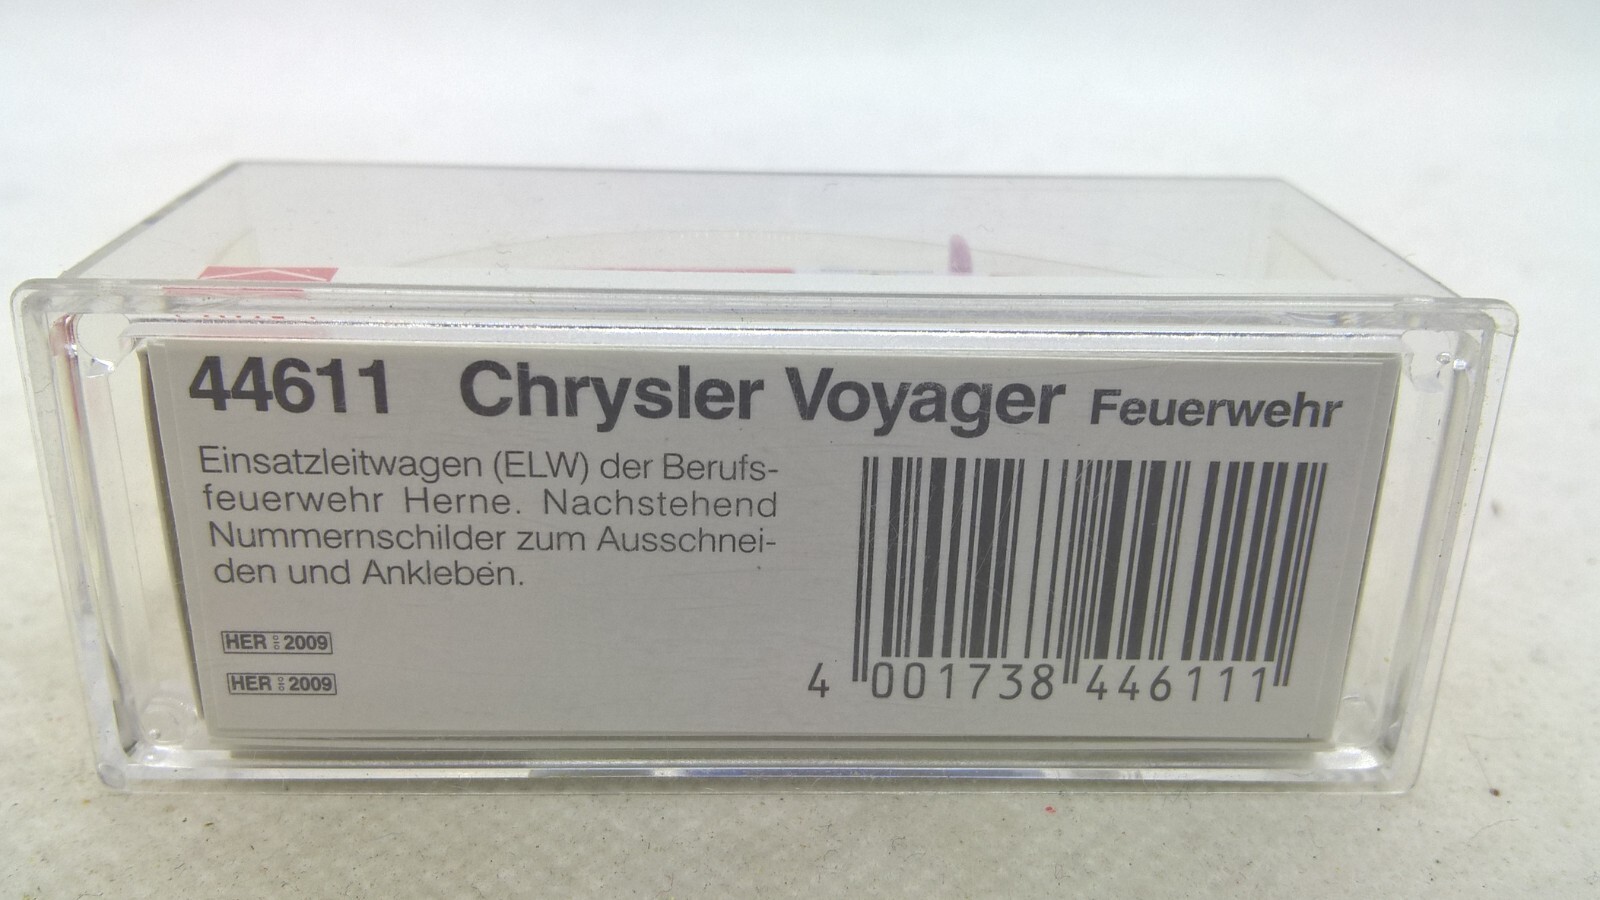 44611 Chrysler Voyager Feuerwehr
Einsatzleitwagen (ELW) der Berufs-
feuerwehr Herne. Nachstehend
Nummernschilder zum Ausschnei-
den und Ankleben.
HER 2009
HER 2009
4 001738 446111